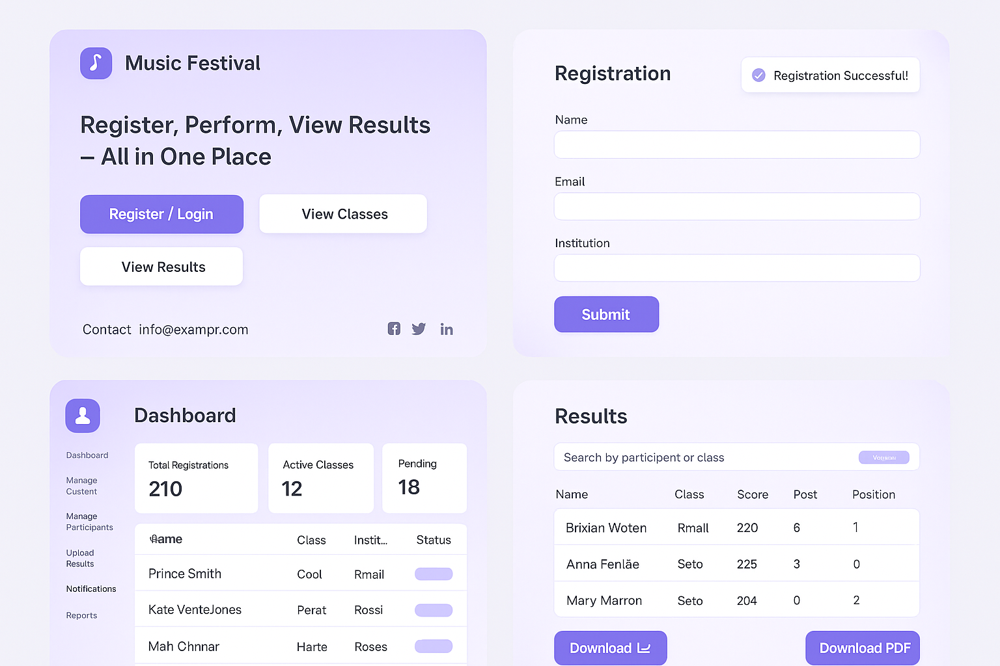 Music Festival
Register, Perform, View Results
– All in One Place
Register / Login
View Classes
View Results
Contact info@exampr.com
Registration
Registration Successful!
Name
Email
Institution
Submit
Dashboard
Dashboard
Manage
Custent
Manage
Participants
Upload
Results
Notifications
Reports
Total Registrations
210
Active Classes
12
Pending
18
Class Instit... Status
Prince Smith Cool Rmail
Kate VenteJones Perat Rossi
Mah Chnnar Harte Roses
Results
Search by participant or class
Name Class Score Post Position
Brixian Woten Rmall 220 6 1
Anna Fenlãe Seto 225 3 0
Mary Marron Seto 204 0 2
Download
Download PDF